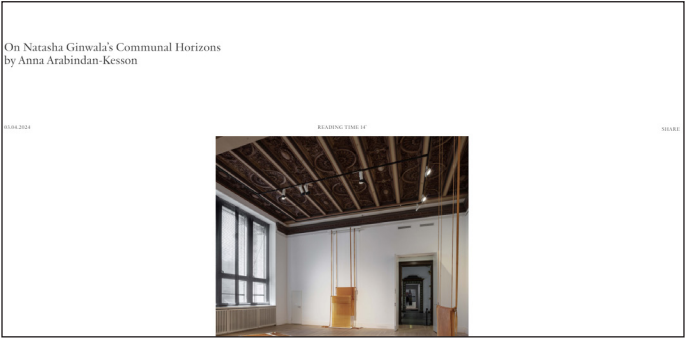 On Natasha Ginwala's Communal Horizons
by Anna Arabindan-Kesson
03.04.2024
READING TIME 14′
SHARE